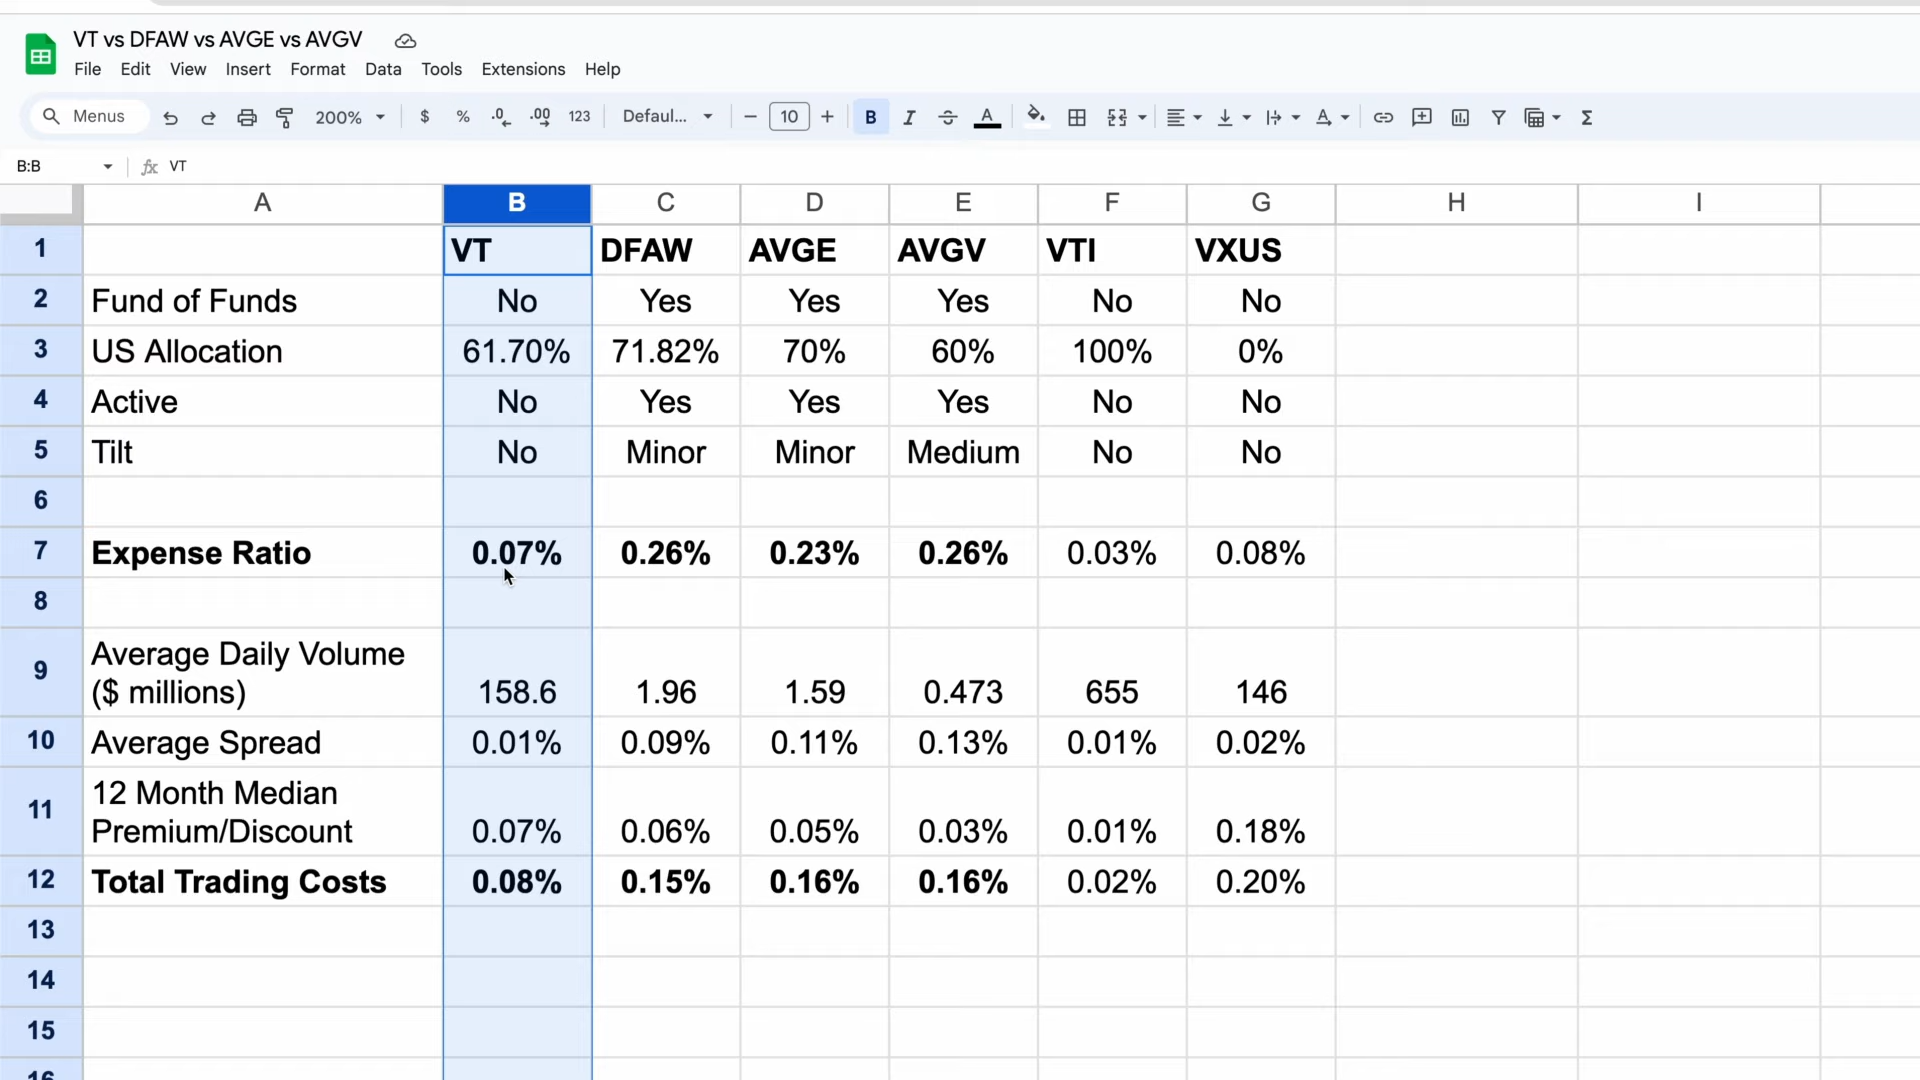 VT vs DFAW vs AVGE vs AVGV
File Edit View Insert Format Data Tools Extensions Help
Menus 200% $ % .0 .00 123 Defaul... − 10 + B I S A A Σ
B:B fx VT
A B C D E F G H I
1 VT DFAW AVGE AVGV VTI VXUS
2 Fund of Funds No Yes Yes Yes No No
3 US Allocation 61.70% 71.82% 70% 60% 100% 0%
4 Active No Yes Yes Yes No No
5 Tilt No Minor Minor Medium No No
6
7 Expense Ratio 0.07% 0.26% 0.23% 0.26% 0.03% 0.08%
8
9 Average Daily Volume
($ millions) 158.6 1.96 1.59 0.473 655 146
10 Average Spread 0.01% 0.09% 0.11% 0.13% 0.01% 0.02%
11 12 Month Median
Premium/Discount 0.07% 0.06% 0.05% 0.03% 0.01% 0.18%
12 Total Trading Costs 0.08% 0.15% 0.16% 0.16% 0.02% 0.20%
13
14
15
16